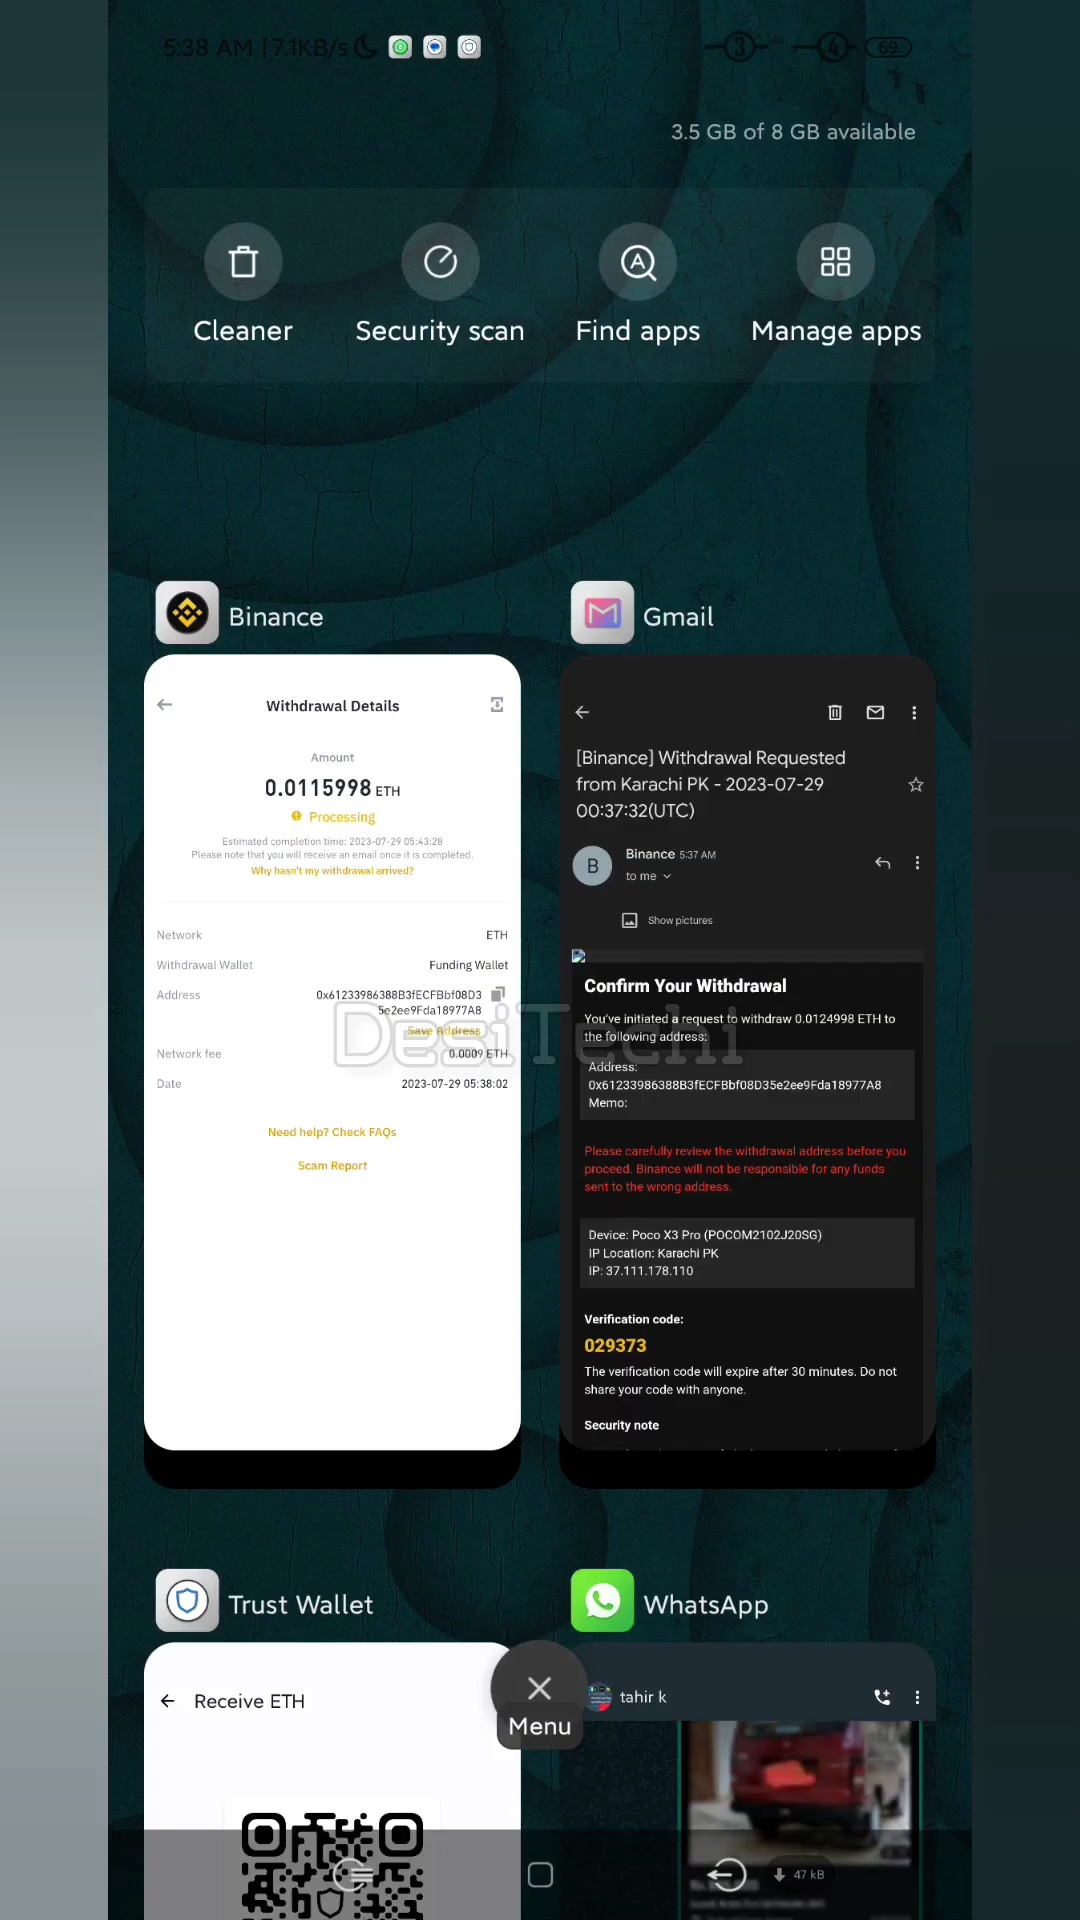 5:38 AM | 7.1KB/s
3
4
69
3.5 GB of 8 GB available
Cleaner
Security scan
Find apps
Manage apps
Binance
Withdrawal Details
Amount
0.0115998 ETH
Processing
Estimated completion time: 2023-07-29 05:43:28
Please note that you will receive an email once it is completed.
Why hasn't my withdrawal arrived?
Network ETH
Withdrawal Wallet Funding Wallet
Address 0x61233986388B3fECFBbf08D3
5e2ee9Fda18977A8
Save Address
Network fee 0.0009 ETH
Date 2023-07-29 05:38:02
Need help? Check FAQs
Scam Report
Gmail
[Binance] Withdrawal Requested
from Karachi PK - 2023-07-29
00:37:32(UTC)
B
Binance 5:37 AM
to me
Show pictures
Confirm Your Withdrawal
You've initiated a request to withdraw 0.0124998 ETH to
the following address:
Address:
0x61233986388B3fECFBbf08D35e2ee9Fda18977A8
Memo:
Please carefully review the withdrawal address before you
proceed. Binance will not be responsible for any funds
sent to the wrong address.
Device: Poco X3 Pro (POCOM2102J20SG)
IP Location: Karachi PK
IP: 37.111.178.110
Verification code:
029373
The verification code will expire after 30 minutes. Do not
share your code with anyone.
Security note
DesiTech1
Trust Wallet
Receive ETH
WhatsApp
tahir k
47 kB
Menu